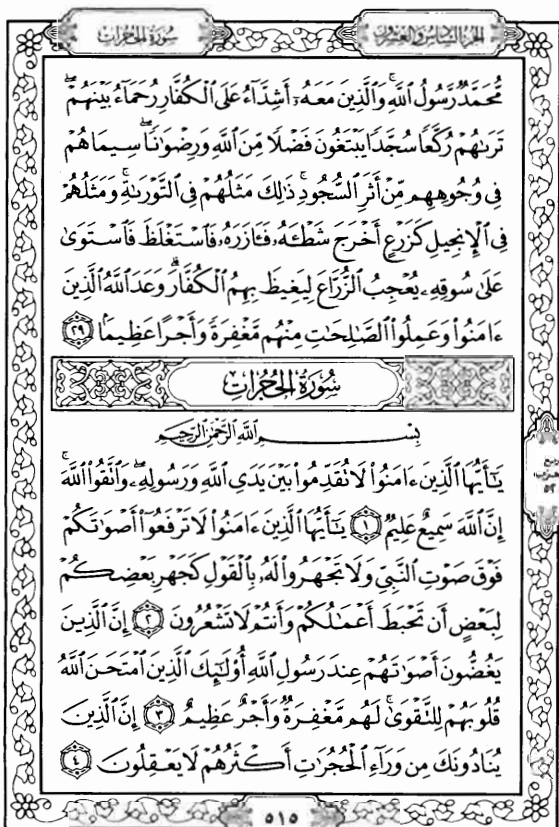 سُورَةُ الحُجُرَاتِ
الجزء السادس والعشرون
مُّحَمَّدٌ رَّسُولُ ٱللَّهِ ۚ وَٱلَّذِينَ مَعَهُۥٓ أَشِدَّآءُ عَلَى ٱلْكُفَّارِ رُحَمَآءُ بَيْنَهُمْ ۖ
تَرَىٰهُمْ رُكَّعًا سُجَّدًا يَبْتَغُونَ فَضْلًا مِّنَ ٱللَّهِ وَرِضْوَٰنًا ۖ سِيمَاهُمْ
فِى وُجُوهِهِم مِّنْ أَثَرِ ٱلسُّجُودِ ۚ ذَٰلِكَ مَثَلُهُمْ فِى ٱلتَّوْرَىٰةِ ۚ وَمَثَلُهُمْ
فِى ٱلْإِنجِيلِ كَزَرْعٍ أَخْرَجَ شَطْـَٔهُۥ فَـَٔازَرَهُۥ فَٱسْتَغْلَظَ فَٱسْتَوَىٰ
عَلَىٰ سُوقِهِۦ يُعْجِبُ ٱلزُّرَّاعَ لِيَغِيظَ بِهِمُ ٱلْكُفَّارَ ۗ وَعَدَ ٱللَّهُ ٱلَّذِينَ
ءَامَنُوا۟ وَعَمِلُوا۟ ٱلصَّٰلِحَٰتِ مِنْهُم مَّغْفِرَةً وَأَجْرًا عَظِيمًۢا ٢٩
سُورَةُ الحُجُرَاتِ
بِسْمِ ٱللَّهِ ٱلرَّحْمَٰنِ ٱلرَّحِيمِ
يَٰٓأَيُّهَا ٱلَّذِينَ ءَامَنُوا۟ لَا تُقَدِّمُوا۟ بَيْنَ يَدَىِ ٱللَّهِ وَرَسُولِهِۦ ۖ وَٱتَّقُوا۟ ٱللَّهَ ۚ
إِنَّ ٱللَّهَ سَمِيعٌ عَلِيمٌ ١ يَٰٓأَيُّهَا ٱلَّذِينَ ءَامَنُوا۟ لَا تَرْفَعُوٓا۟ أَصْوَٰتَكُمْ
فَوْقَ صَوْتِ ٱلنَّبِىِّ وَلَا تَجْهَرُوا۟ لَهُۥ بِٱلْقَوْلِ كَجَهْرِ بَعْضِكُمْ
لِبَعْضٍ أَن تَحْبَطَ أَعْمَٰلُكُمْ وَأَنتُمْ لَا تَشْعُرُونَ ٢ إِنَّ ٱلَّذِينَ
يَغُضُّونَ أَصْوَٰتَهُمْ عِندَ رَسُولِ ٱللَّهِ أُو۟لَٰٓئِكَ ٱلَّذِينَ ٱمْتَحَنَ ٱللَّهُ
قُلُوبَهُمْ لِلتَّقْوَىٰ ۚ لَهُم مَّغْفِرَةٌ وَأَجْرٌ عَظِيمٌ ٣ إِنَّ ٱلَّذِينَ
يُنَادُونَكَ مِن وَرَآءِ ٱلْحُجُرَٰتِ أَكْثَرُهُمْ لَا يَعْقِلُونَ ٤
٥١٥